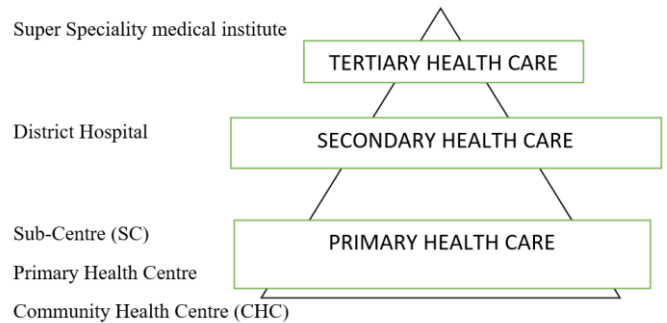 Super Speciality medical institute
TERTIARY HEALTH CARE
District Hospital
SECONDARY HEALTH CARE
Sub-Centre (SC)
PRIMARY HEALTH CARE
Primary Health Centre
Community Health Centre (CHC)